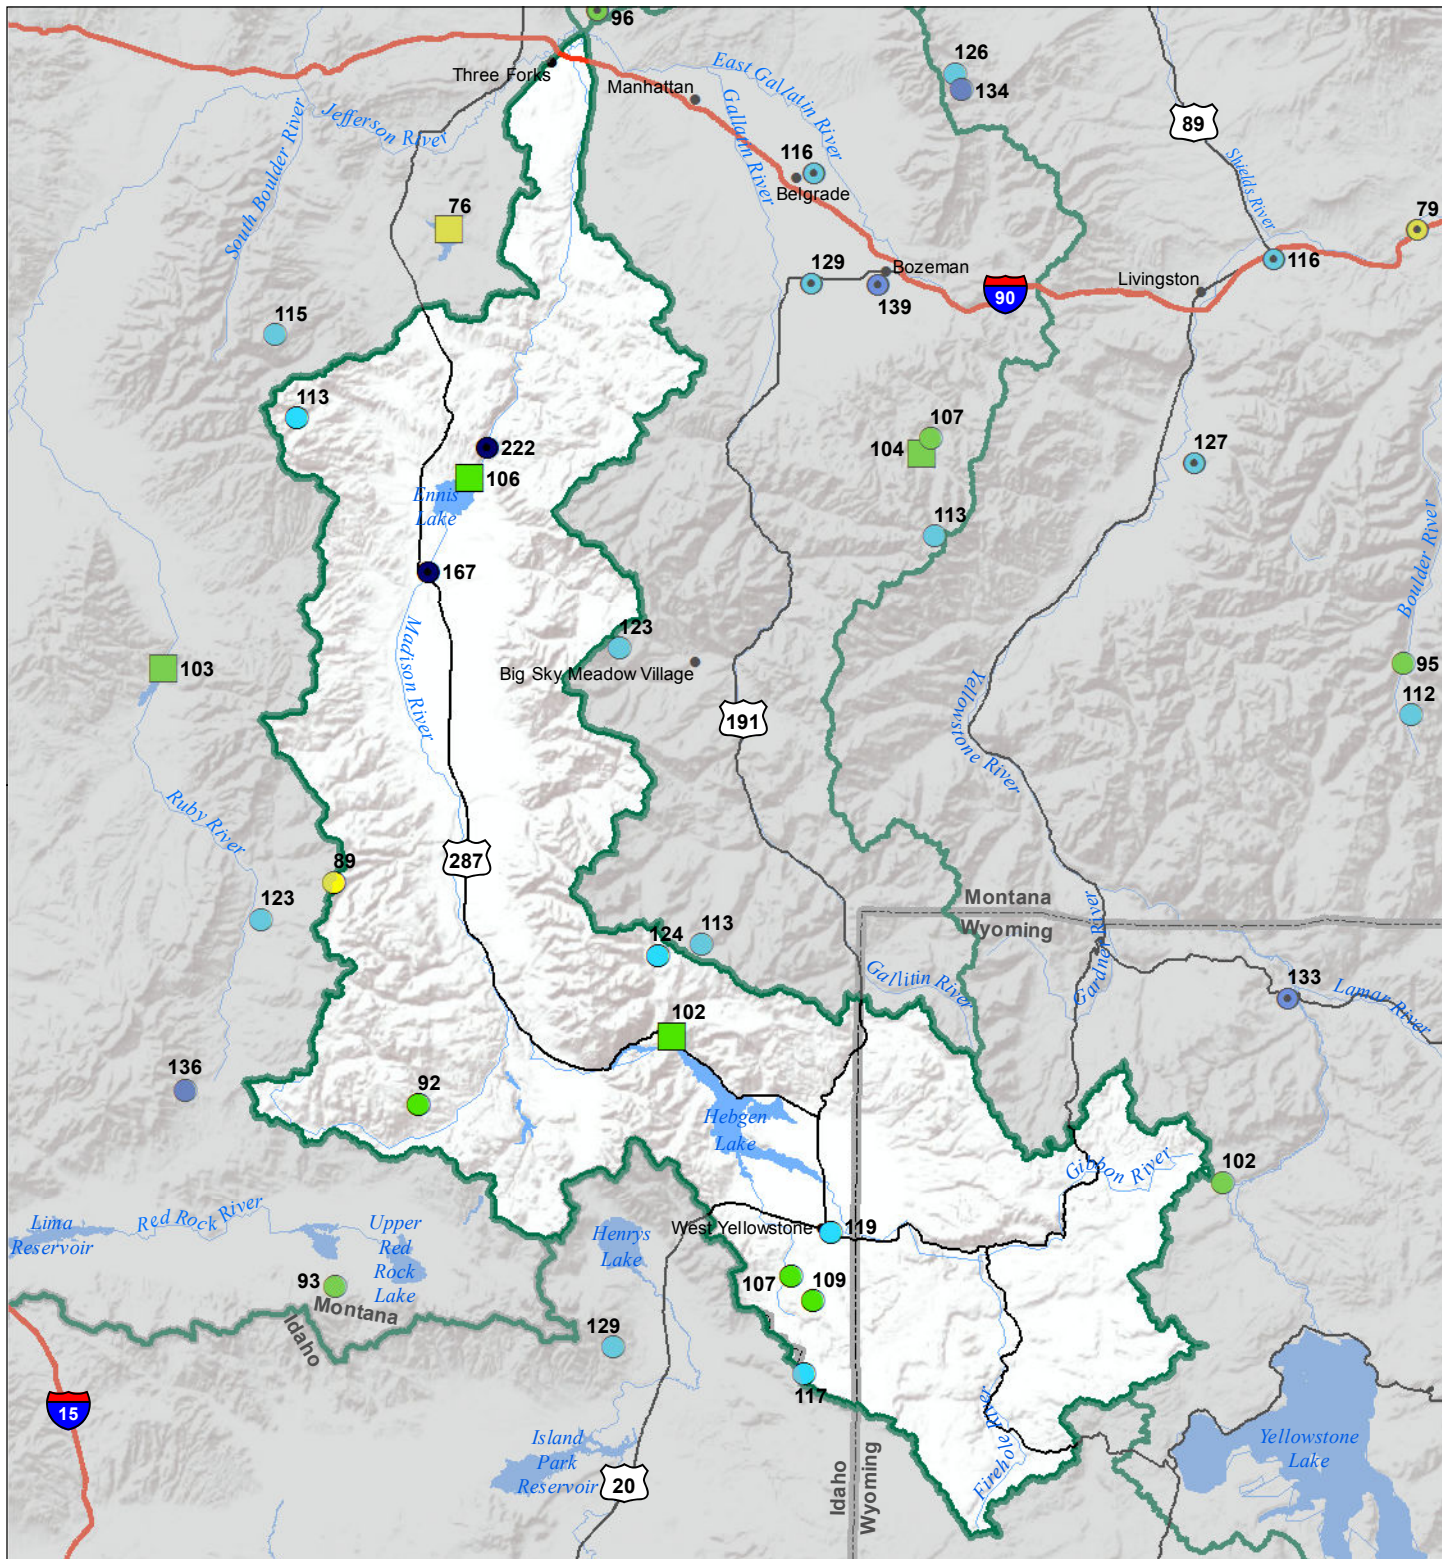 96
Three Forks
Manhattan
126
134
East Gallatin River
Gallatin River
Jefferson River
South Boulder River
89
Shields River
116
Belgrade
76
79
129
Bozeman
139
90
Livingston
116
115
113
222
106
Ennis
Lake
107
104
127
113
167
Boulder River
Madison River
123
Big Sky Meadow Village
103
95
112
191
Yellowstone River
Ruby River
287
89
123
Montana
Wyoming
Gardner River
124
113
Gallitin River
133
Lamar River
102
136
92
Hebgen
Lake
Gibbon River
102
Lima
Reservoir
Red Rock River
Upper
Red
Rock
Lake
Henrys
Lake
West Yellowstone
119
93
Montana
Idaho
107
109
129
117
15
Firehole River
Island
Park
Reservoir
20
Idaho
Wyoming
Yellowstone
Lake